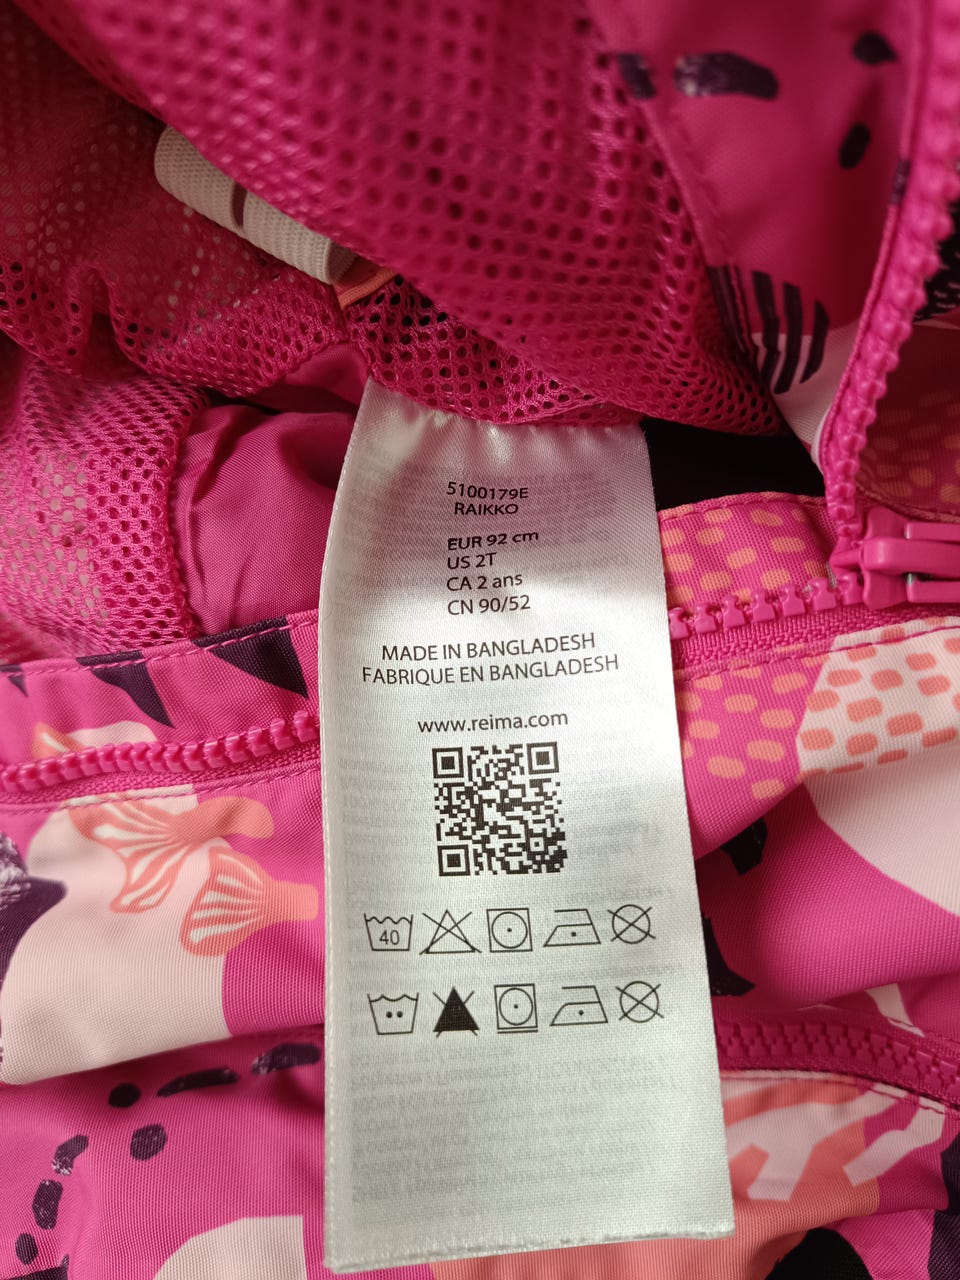 5100179E
RAIKKO
EUR 92 cm
US 2T
CA 2 ans
CN 90/52
MADE IN BANGLADESH
FABRIQUE EN BANGLADESH
www.reima.com
40